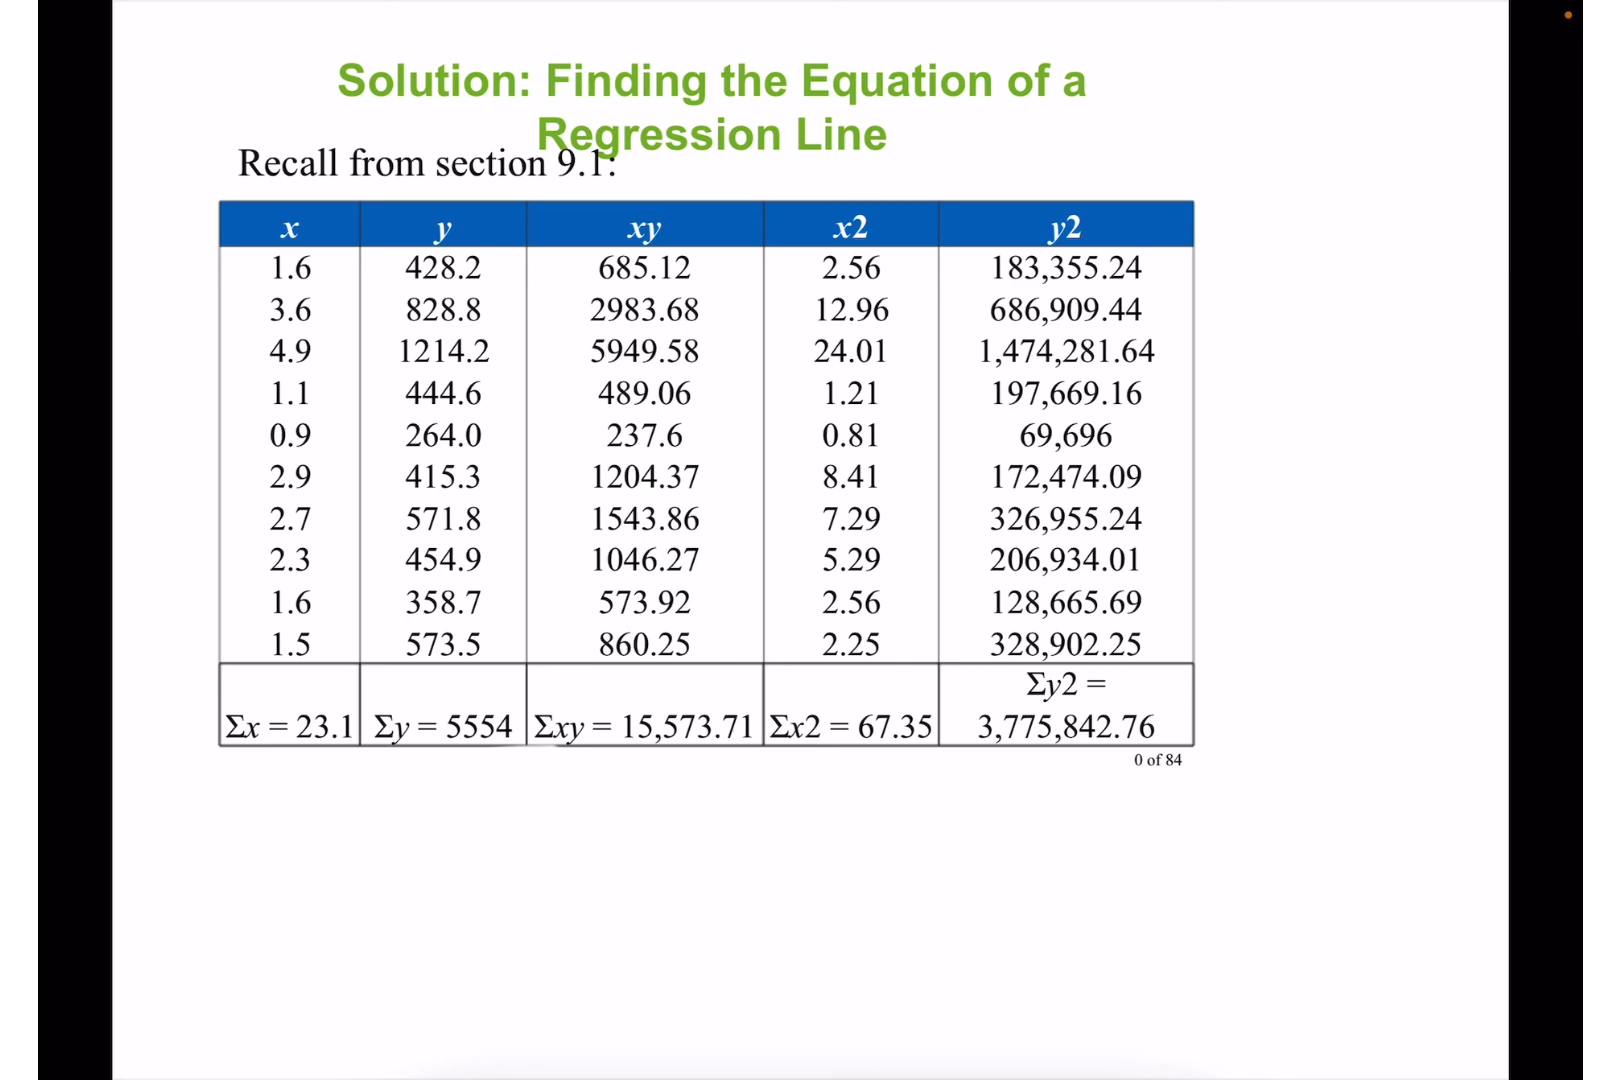 Solution: Finding the Equation of a
Regression Line
Recall from section 9.1:
x y xy x2 y2
1.6 428.2 685.12 2.56 183,355.24
3.6 828.8 2983.68 12.96 686,909.44
4.9 1214.2 5949.58 24.01 1,474,281.64
1.1 444.6 489.06 1.21 197,669.16
0.9 264.0 237.6 0.81 69,696
2.9 415.3 1204.37 8.41 172,474.09
2.7 571.8 1543.86 7.29 326,955.24
2.3 454.9 1046.27 5.29 206,934.01
1.6 358.7 573.92 2.56 128,665.69
1.5 573.5 860.25 2.25 328,902.25
Σy2 =
Σx = 23.1 Σy = 5554 Σxy = 15,573.71 Σx2 = 67.35 3,775,842.76
0 of 84